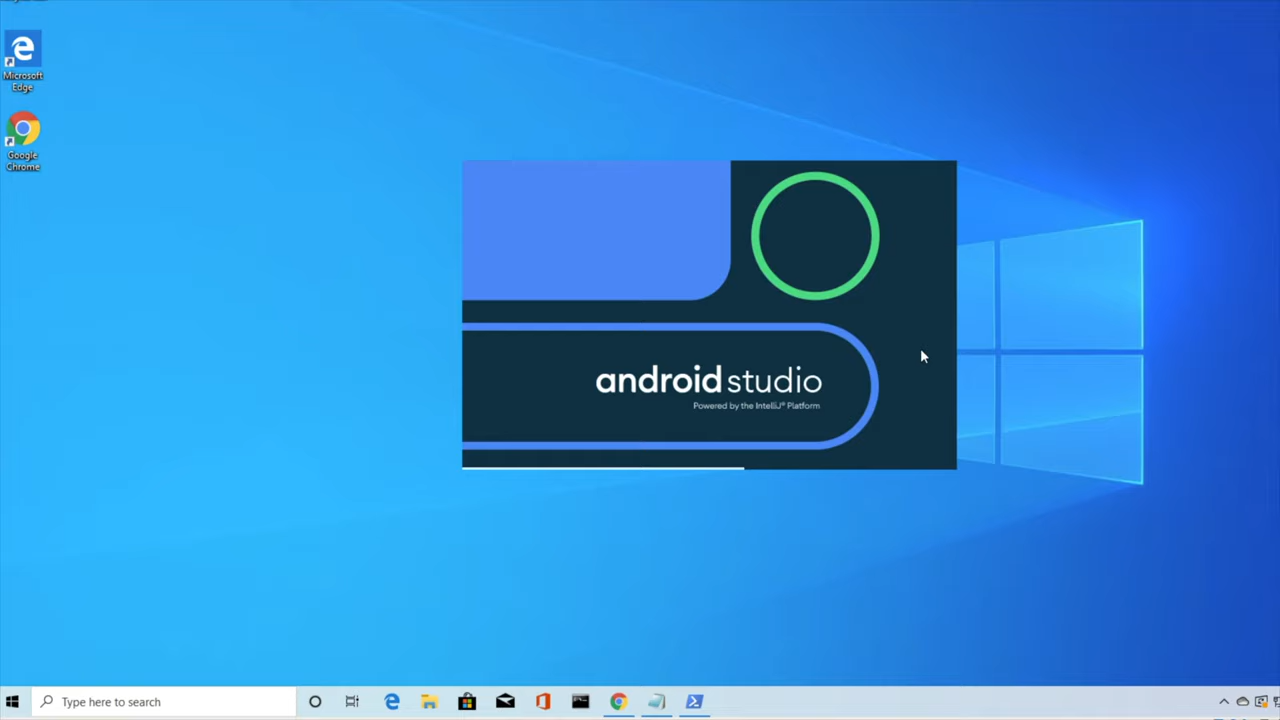 Microsoft
Edge
Google
Chrome
android studio
Powered by the IntelliJ® Platform
Type here to search